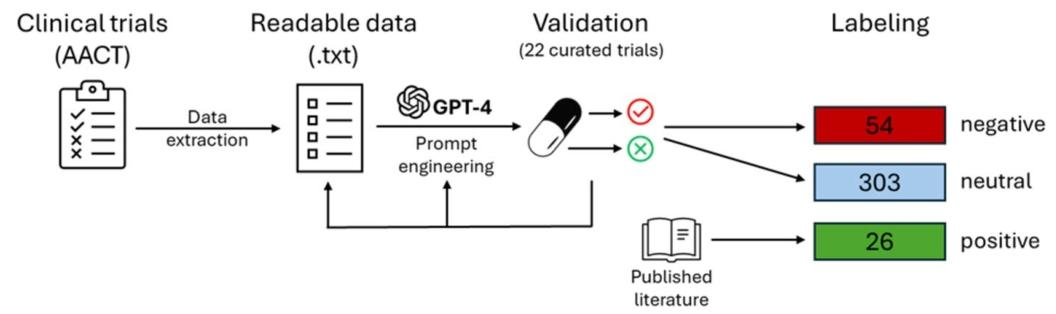 Clinical trials
(AACT)
Readable data
(.txt)
Validation
(22 curated trials)
Labeling
Data
extraction
GPT-4
Prompt
engineering
54
negative
303
neutral
26
positive
Published
literature